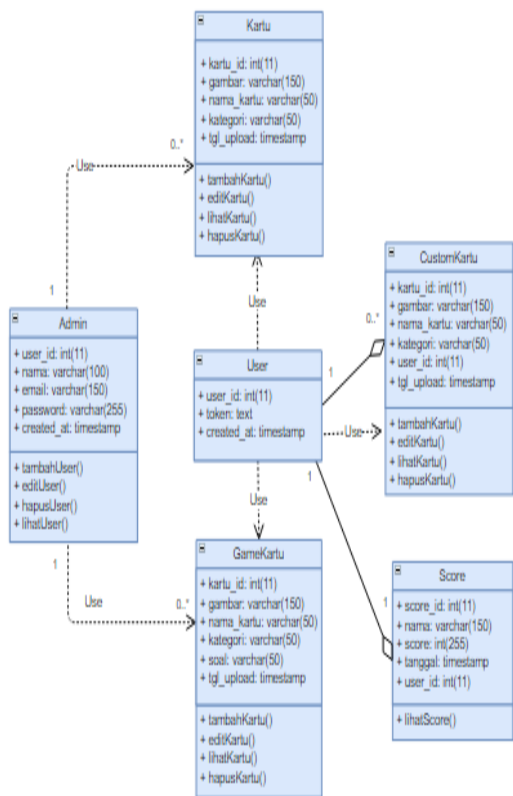 Kartu
+ kartu_id: int(11)
+ gambar: varchar(150)
+ nama_kartu: varchar(50)
+ kategori: varchar(50)
+ tgl_upload: timestamp
+ tambahKartu()
+ editKartu()
+ lihatKartu()
+ hapusKartu()
0..*
Use
1
Admin
+ user_id: int(11)
+ nama: varchar(100)
+ email: varchar(150)
+ password: varchar(255)
+ created_at: timestamp
+ tambahUser()
+ editUser()
+ hapusUser()
+ lihatUser()
1
Use
0..*
Use
User
+ user_id: int(11)
+ token: text
+ created_at: timestamp
Use
1
0..*
Use
1
1
CustomKartu
+ kartu_id: int(11)
+ gambar: varchar(150)
+ nama_kartu: varchar(50)
+ kategori: varchar(50)
+ user_id: int(11)
+ tgl_upload: timestamp
+ tambahKartu()
+ editKartu()
+ lihatKartu()
+ hapusKartu()
GameKartu
+ kartu_id: int(11)
+ gambar: varchar(150)
+ nama_kartu: varchar(50)
+ kategori: varchar(50)
+ soal: varchar(50)
+ tgl_upload: timestamp
+ tambahKartu()
+ editKartu()
+ lihatKartu()
+ hapusKartu()
Score
+ score_id: int(11)
+ nama: varchar(150)
+ score: int(255)
+ tanggal: timestamp
+ user_id: int(11)
+ lihatScore()